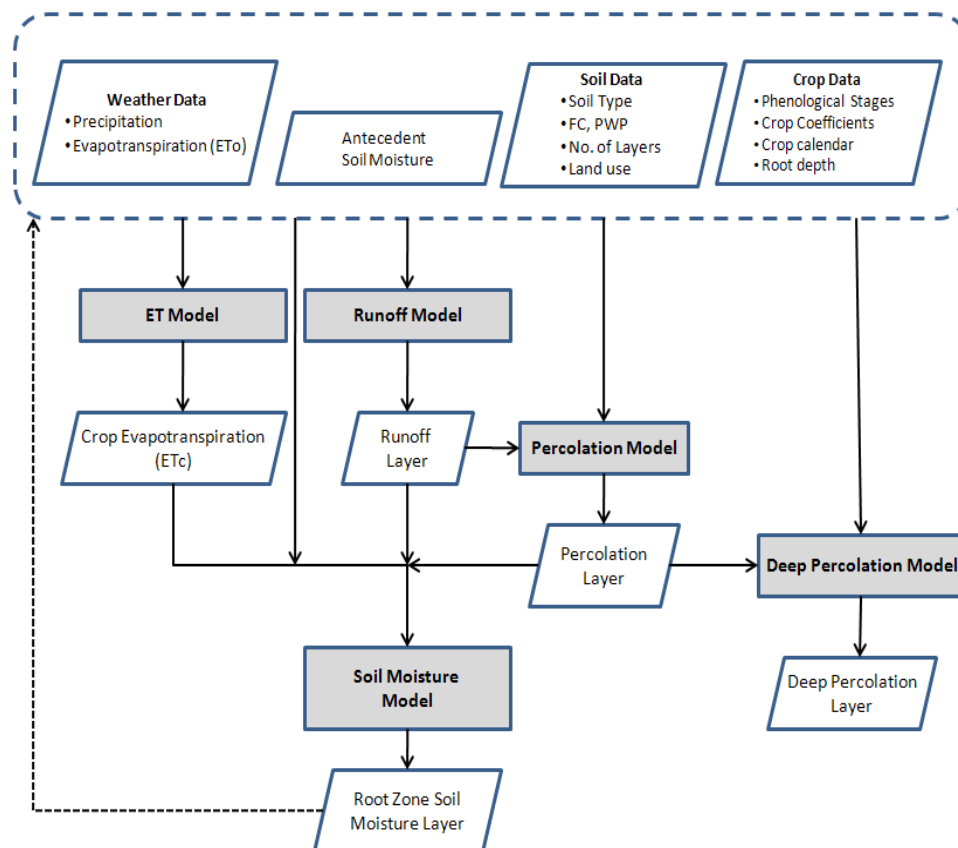 Weather Data
• Precipitation
• Evapotranspiration (ETo)
Antecedent
Soil Moisture
Soil Data
• Soil Type
• FC, PWP
• No. of Layers
• Land use
Crop Data
• Phenological Stages
• Crop Coefficients
• Crop calendar
• Root depth
ET Model
Runoff Model
Crop Evapotranspiration
(ETc)
Runoff
Layer
Percolation Model
Percolation
Layer
Deep Percolation Model
Soil Moisture
Model
Deep Percolation
Layer
Root Zone Soil
Moisture Layer